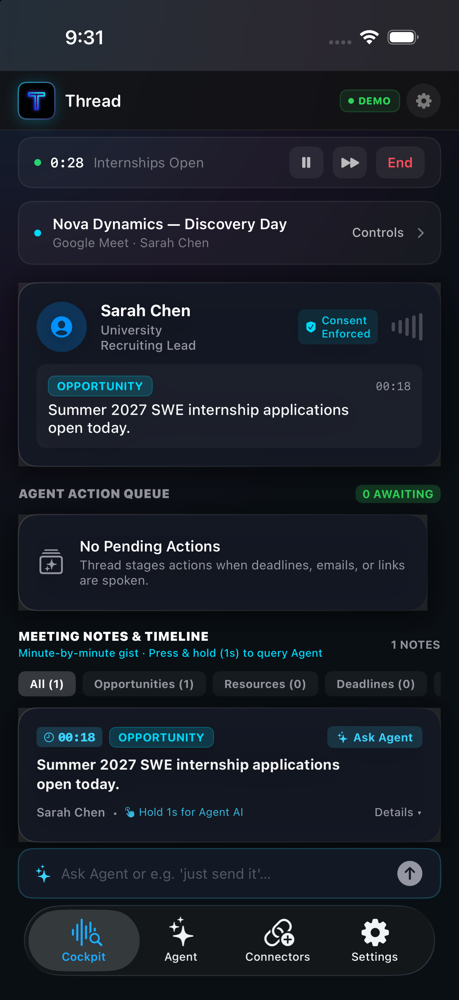 9:31
T
Thread
DEMO
0:28 Internships Open
End
Nova Dynamics — Discovery Day
Google Meet · Sarah Chen
Controls
Sarah Chen
University
Recruiting Lead
Consent
Enforced
OPPORTUNITY
00:18
Summer 2027 SWE internship applications
open today.
AGENT ACTION QUEUE
0 AWAITING
No Pending Actions
Thread stages actions when deadlines, emails, or links
are spoken.
MEETING NOTES & TIMELINE
Minute-by-minute gist · Press & hold (1s) to query Agent
1 NOTES
All (1)
Opportunities (1)
Resources (0)
Deadlines (0)
00:18
OPPORTUNITY
Ask Agent
Summer 2027 SWE internship applications
open today.
Sarah Chen • Hold 1s for Agent AI
Details ▾
Ask Agent or e.g. 'just send it'...
Cockpit
Agent
Connectors
Settings